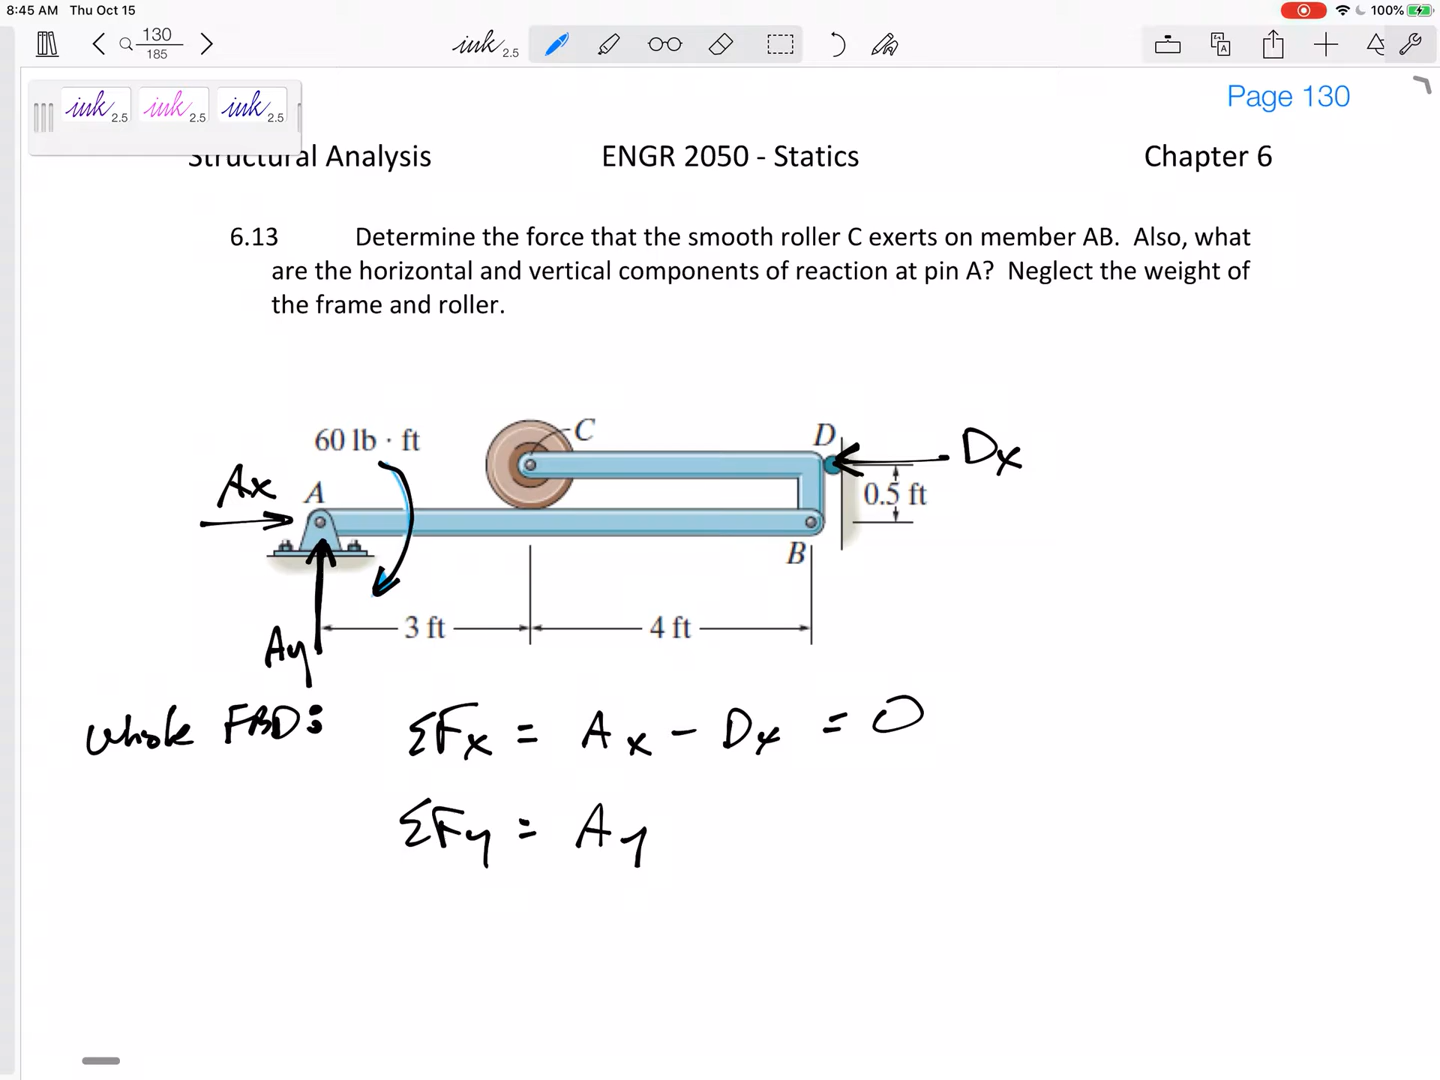 8:45 AM Thu Oct 15
100%
130
185
ink 2.5
ink 2.5 ink 2.5 ink 2.5
Page 130
Structural Analysis ENGR 2050 - Statics Chapter 6
6.13 Determine the force that the smooth roller C exerts on member AB. Also, what
are the horizontal and vertical components of reaction at pin A? Neglect the weight of
the frame and roller.
60 lb · ft C D Dx
Ax A 0.5 ft
B
3 ft 4 ft
Ay
Whole FBD: ΣFx = Ax - Dx = 0
ΣFy = Ay